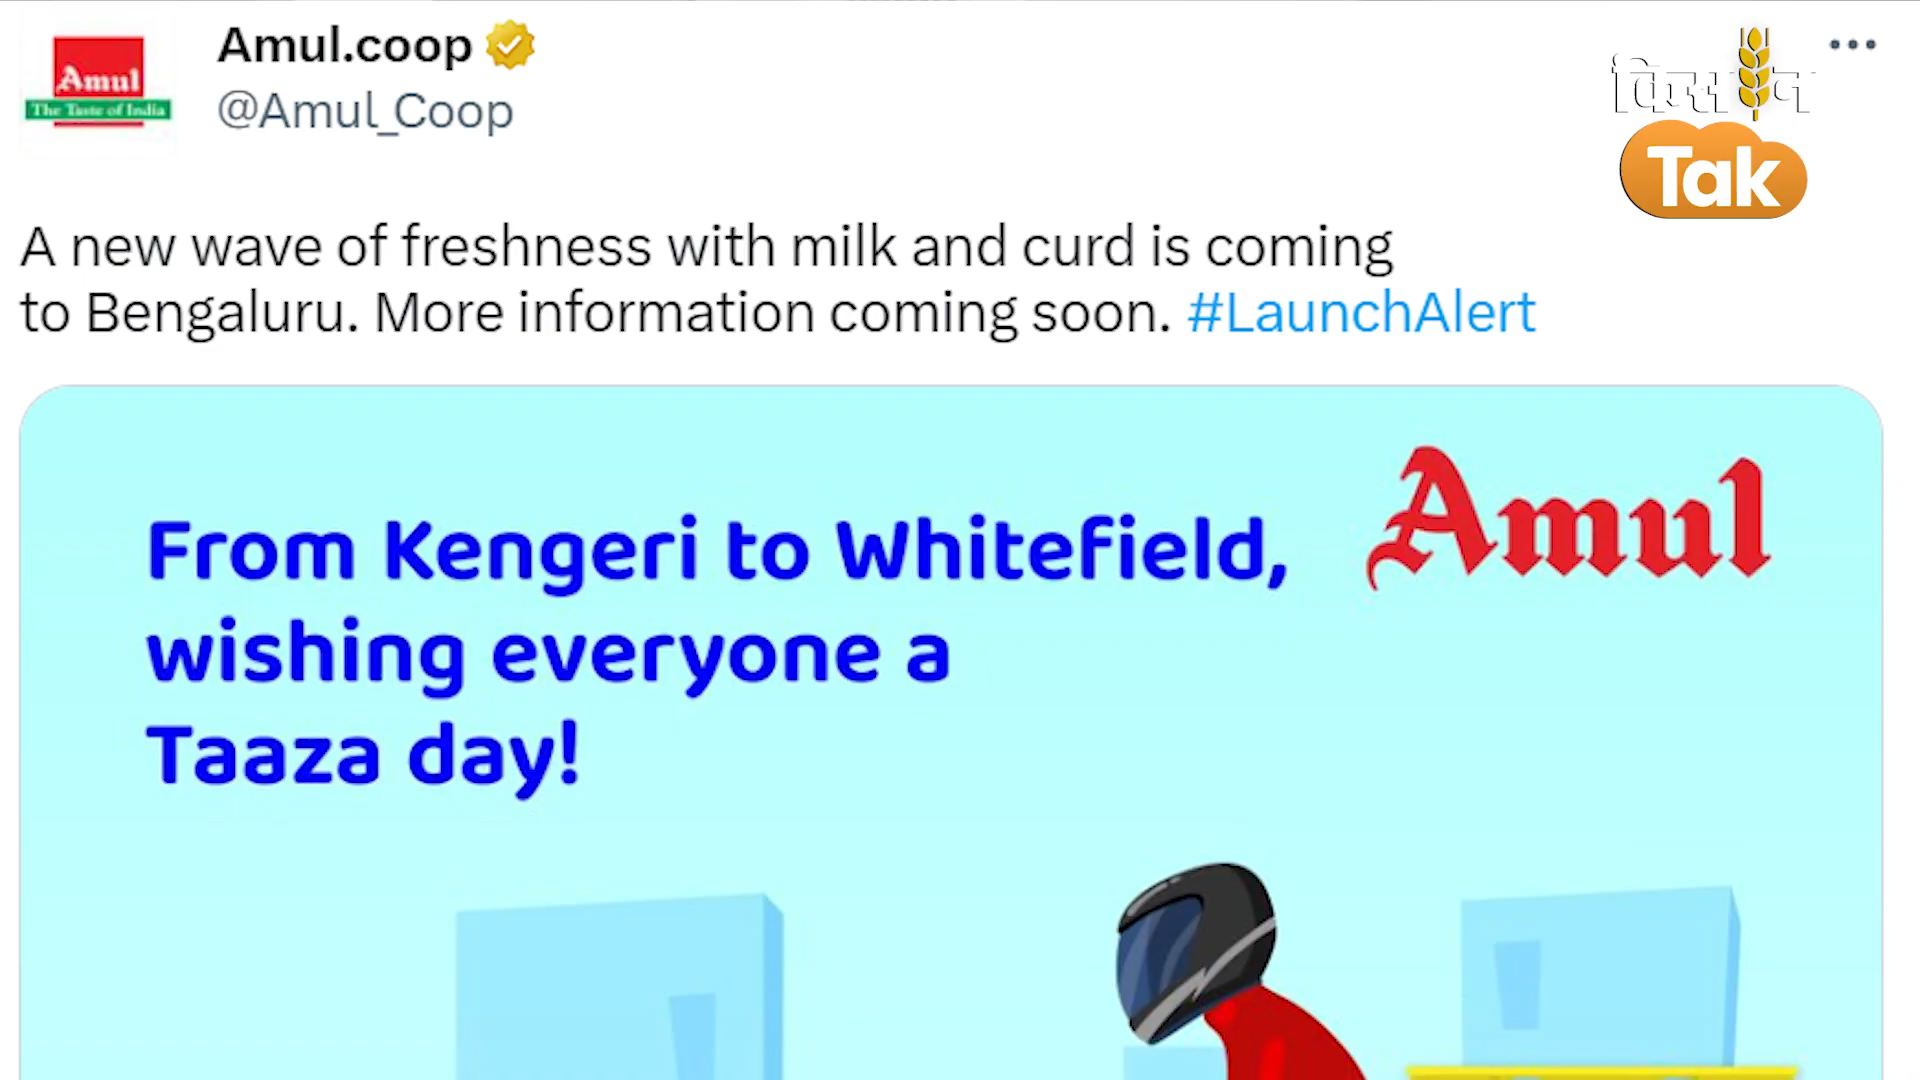 Amul
The Taste of India
Amul.coop
@Amul_Coop
किसान
Tak
A new wave of freshness with milk and curd is coming
to Bengaluru. More information coming soon. #LaunchAlert
Amul
From Kengeri to Whitefield,
wishing everyone a
Taaza day!